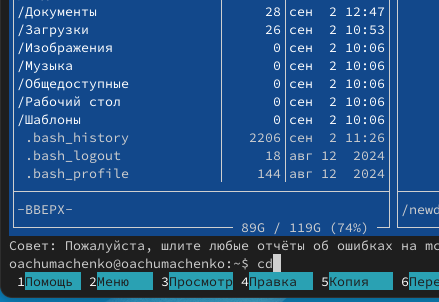 /Документы 28 сен 2 12:47
/Загрузки 26 сен 2 10:53
/Изображения 0 сен 2 10:06
/Музыка 0 сен 2 10:06
/Общедоступные 0 сен 2 10:06
/Рабочий стол 0 сен 2 10:06
/Шаблоны 0 сен 2 10:06
.bash_history 2206 сен 2 11:26
.bash_logout 18 авг 12 2024
.bash_profile 144 авг 12 2024
-ВВЕРХ- /newd
89G / 119G (74%)
Совет: Пожалуйста, шлите любые отчёты об ошибках на mc
oachumachenko@oachumachenko:~$ cd
1Помощь 2Меню 3Просмотр 4Правка 5Копия 6Пере